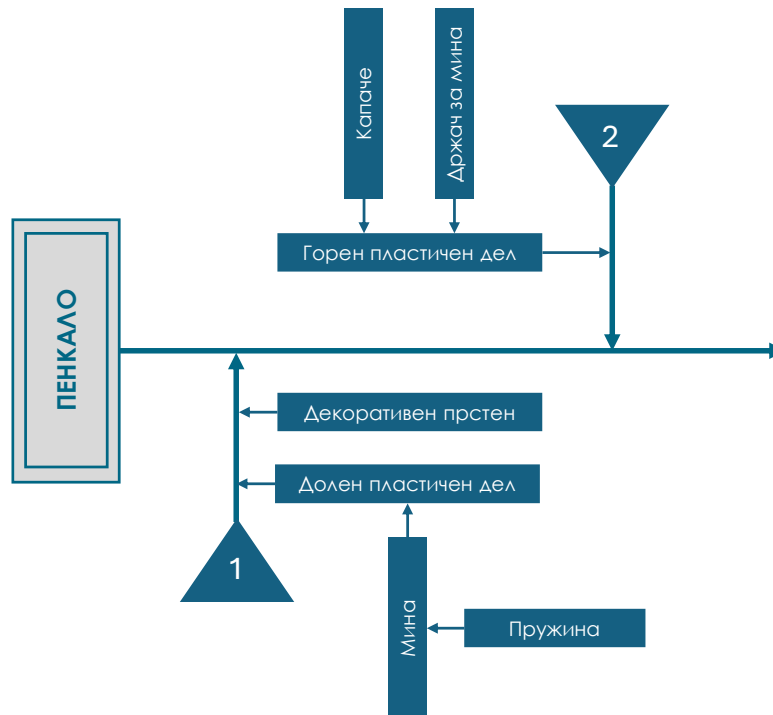 Капаче
Држач за мина
2
Горен пластичен дел
ПЕНКАЛО
Декоративен прстен
Долен пластичен дел
1
Мина
Пружина